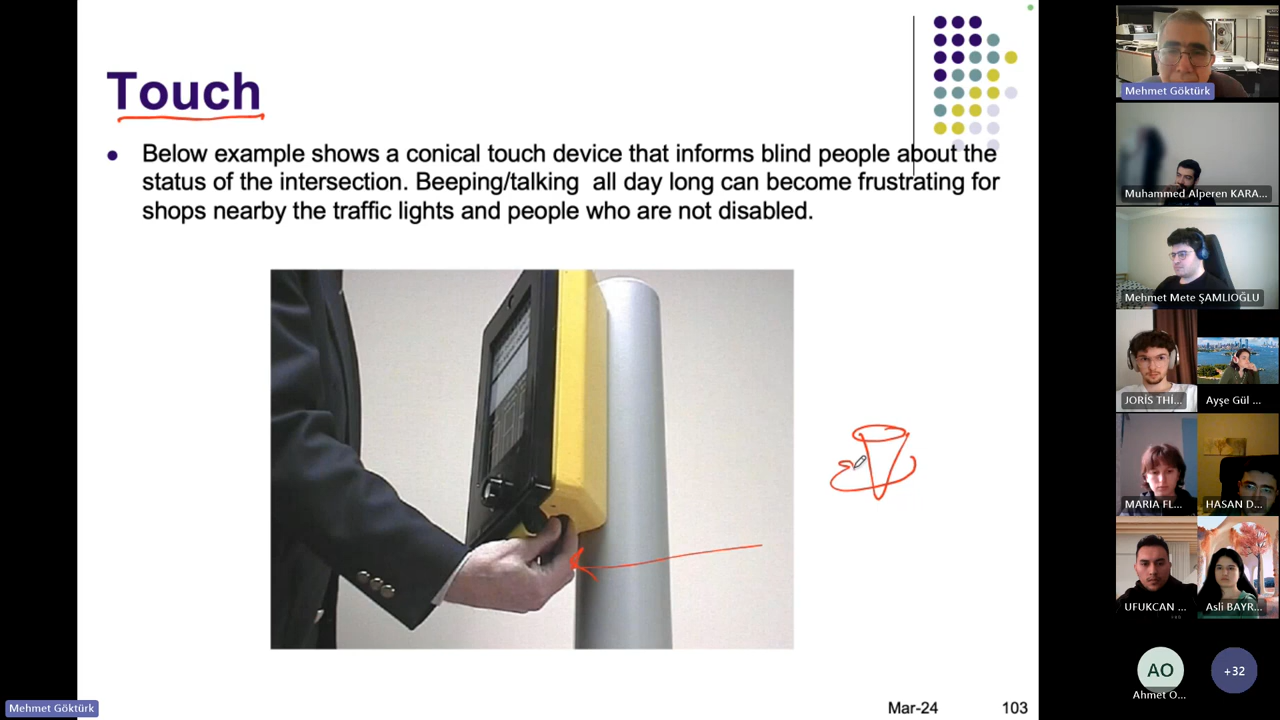 Touch
Below example shows a conical touch device that informs blind people about the
status of the intersection. Beeping/talking all day long can become frustrating for
shops nearby the traffic lights and people who are not disabled.
Mar-24
103
Mehmet Göktürk
Mehmet Göktürk
Muhammed Alperen KARA...
Mehmet Mete ŞAMLIOĞLU
JORİS THİ...
Ayşe Gül ...
MARIA FL...
HASAN D...
UFUKCAN ...
Asli BAYR...
AO
Ahmet O...
+32